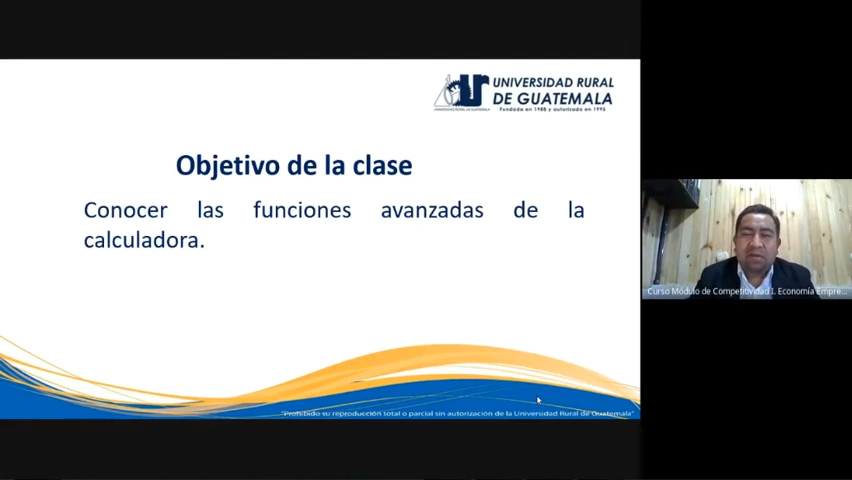 UNIVERSIDAD RURAL
DE GUATEMALA
Fundada en 1988 y autorizada en 1995
Objetivo de la clase
Conocer las funciones avanzadas de la
calculadora.
Curso Módulo de Competitividad I. Economía Empre...
"Prohibido su reproducción total o parcial sin autorización de la Universidad Rural de Guatemala"